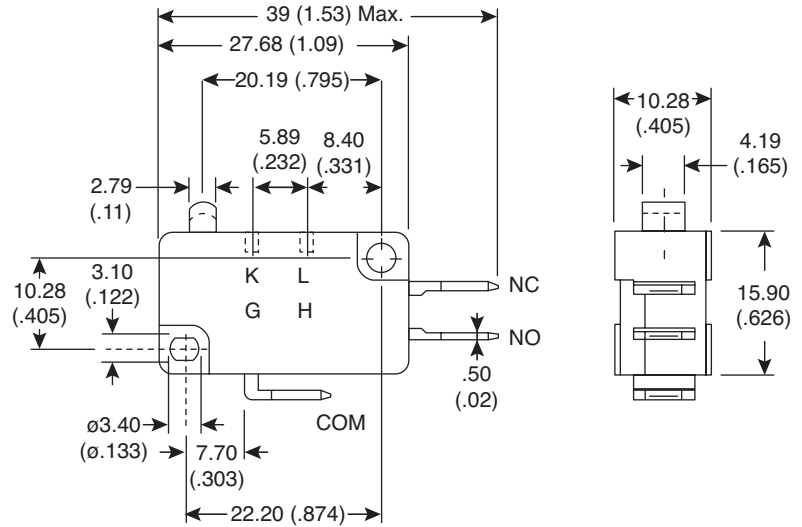 39 (1.53) Max.
27.68 (1.09)
20.19 (.795)
5.89
(.232)
8.40
(.331)
2.79
(.11)
3.10
(.122)
10.28
(.405)
K L
G H
NC
NO
.50
(.02)
COM
ø3.40
(ø.133)
7.70
(.303)
22.20 (.874)
10.28
(.405)
4.19
(.165)
15.90
(.626)